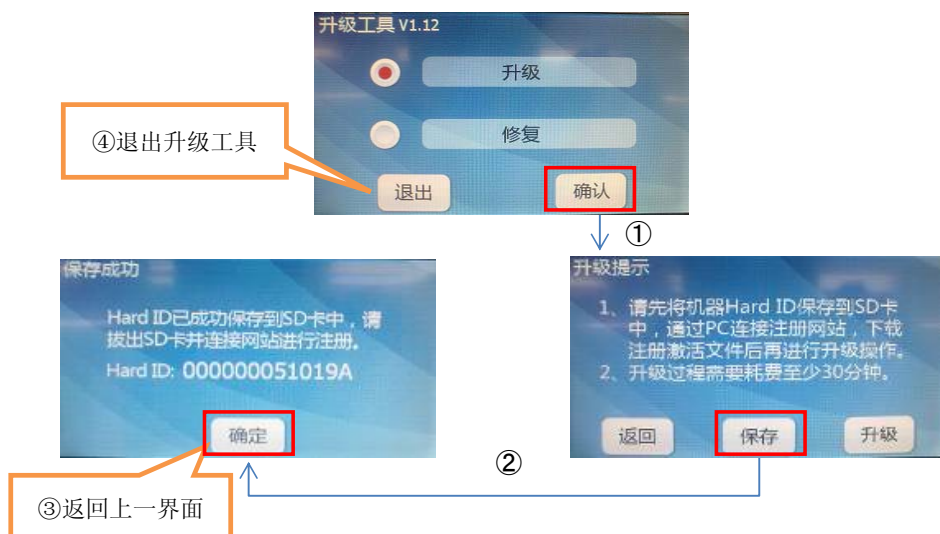 升级工具 V1.12
升级
修复
④退出升级工具
退出
确认
①
保存成功
Hard ID已成功保存到SD卡中，请
拔出SD卡并连接网站进行注册。
Hard ID: 000000051019A
确定
③返回上一界面
升级提示
1、请先将机器Hard ID保存到SD卡
中，通过PC连接注册网站，下载
注册激活文件后再进行升级操作。
2、升级过程需要耗费至少30分钟。
返回
保存
升级
②